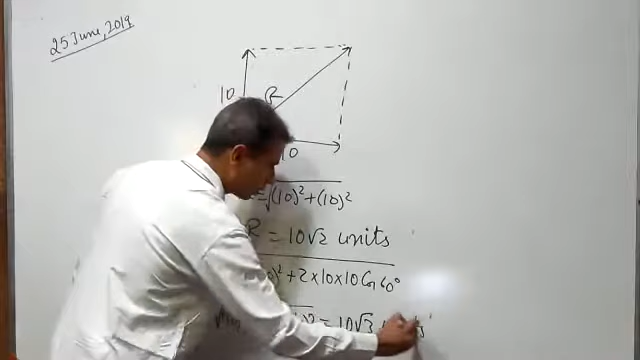 25 June, 2019
10
R
10
= √(10)² + (10)²
R = 10√2 units
)² + 2×10×10 Cos 60°
= 10√3